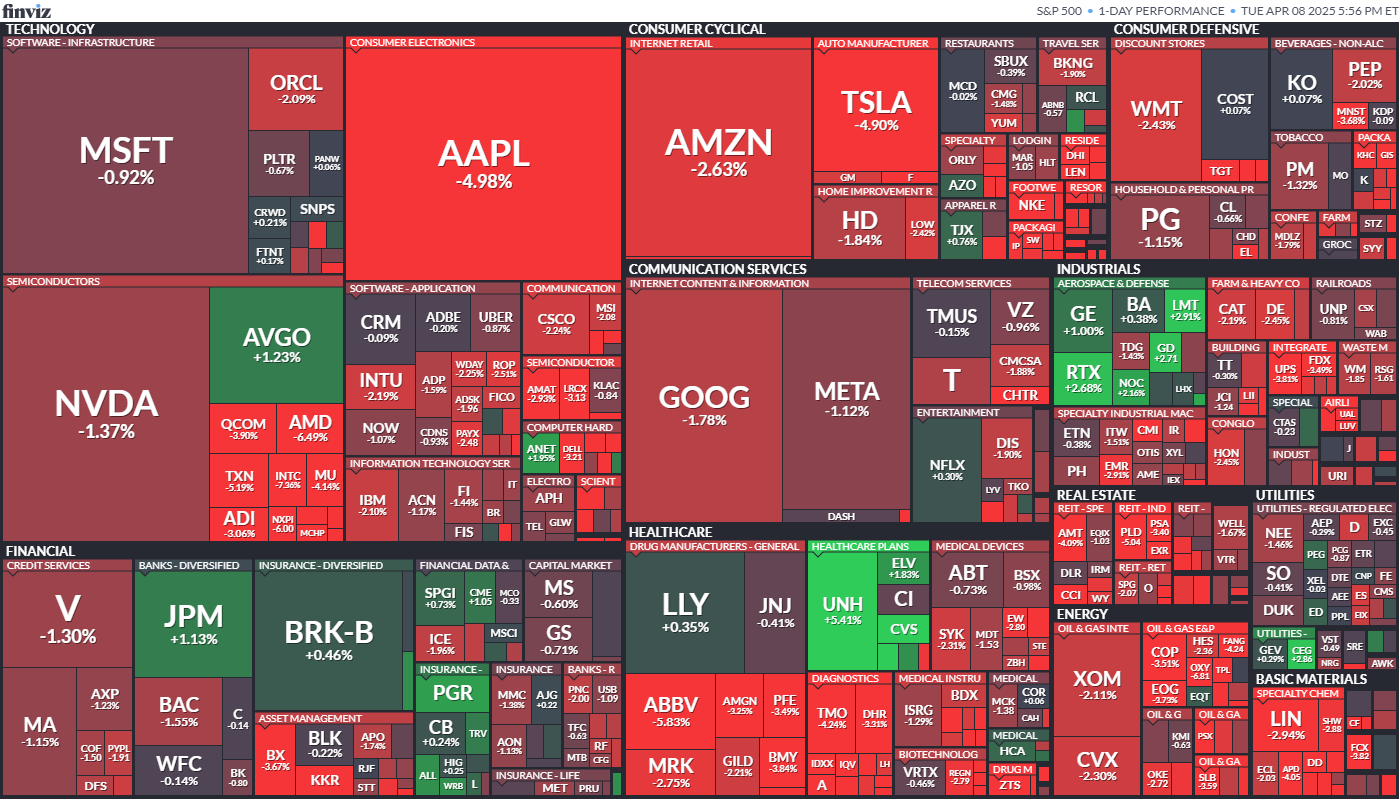 finviz
S&P 500 • 1-DAY PERFORMANCE • TUE APR 08 2025 5:56 PM ET
TECHNOLOGY
SOFTWARE - INFRASTRUCTURE
MSFT
-0.92%
ORCL
-2.09%
PLTR
-0.67%
PANW
+0.06%
CRWD
+0.21%
SNPS
FTNT
+0.17%
CONSUMER ELECTRONICS
AAPL
-4.98%
SEMICONDUCTORS
NVDA
-1.37%
AVGO
+1.23%
QCOM
-3.90%
AMD
-6.49%
TXN
-5.19%
INTC
-7.36%
MU
-4.14%
ADI
-3.06%
NXPI
-6.00
MCHP
SOFTWARE - APPLICATION
CRM
-0.09%
ADBE
-0.20%
UBER
-0.87%
INTU
-2.19%
ADP
-1.59%
WDAY
-2.25%
ROP
-2.51%
ADSK
-1.96
FICO
NOW
-1.07%
CDNS
-0.93%
PAYX
-2.48
COMMUNICATION
CSCO
-2.24%
MSI
-2.08
SEMICONDUCTOR
AMAT
-2.93%
LRCX
-3.13
KLAC
-0.84
COMPUTER HARD
ANET
+1.95%
DELL
-3.21
INFORMATION TECHNOLOGY SER
IBM
-2.10%
ACN
-1.17%
FI
-1.44%
IT
BR
FIS
ELECTRO
APH
TEL
GLW
SCIENT
CONSUMER CYCLICAL
INTERNET RETAIL
AMZN
-2.63%
AUTO MANUFACTURER
TSLA
-4.90%
GM
F
HOME IMPROVEMENT R
HD
-1.84%
LOW
-2.42%
RESTAURANTS
MCD
-0.02%
SBUX
-0.39%
CMG
-1.48%
YUM
TRAVEL SER
BKNG
-1.90%
ABNB
-0.57
RCL
SPECIALTY
ORLY
AZO
LODGIN
MAR
-1.05
HLT
RESIDE
DHI
LEN
APPAREL R
TJX
+0.76%
FOOTWE
NKE
RESOR
PACKAGI
IP
SW
CONSUMER DEFENSIVE
DISCOUNT STORES
WMT
-2.43%
COST
+0.07%
TGT
BEVERAGES - NON-ALC
KO
+0.07%
PEP
-2.02%
MNST
-3.68%
KDP
-0.09
TOBACCO
PM
-1.32%
MO
PACKA
KHC
GIS
K
HOUSEHOLD & PERSONAL PR
PG
-1.15%
CL
-0.66%
CHD
EL
CONFE
MDLZ
-1.79%
FARM
GROC
STZ
SYY
COMMUNICATION SERVICES
INTERNET CONTENT & INFORMATION
GOOG
-1.78%
META
-1.12%
DASH
TELECOM SERVICES
TMUS
-0.15%
VZ
-0.96%
T
CMCSA
-1.88%
CHTR
ENTERTAINMENT
NFLX
+0.30%
DIS
-1.90%
LYV
TKO
INDUSTRIALS
AEROSPACE & DEFENSE
GE
+1.00%
BA
+0.38%
LMT
+2.91%
RTX
+2.68%
TDG
-1.43%
GD
+2.71
NOC
+2.16%
LHX
FARM & HEAVY CO
CAT
-2.19%
DE
-2.45%
RAILROADS
UNP
-0.81%
CSX
WAB
BUILDING
TT
-0.30%
JCI
-1.24
LII
INTEGRATE
UPS
-3.81%
FDX
-3.49%
WASTE M
WM
-1.85
RSG
-1.61
SPECIALTY INDUSTRIAL MAC
ETN
-0.38%
ITW
-1.51%
CMI
IR
OTIS
XYL
PH
EMR
-2.91%
AME
IEX
CONGLO
HON
-2.45%
SPECIAL
CTAS
-0.23
AIRLI
UAL
LUV
INDUST
J
URI
FINANCIAL
CREDIT SERVICES
V
-1.30%
MA
-1.15%
AXP
-1.23%
COF
-1.50
PYPL
-1.91
DFS
BANKS - DIVERSIFIED
JPM
+1.13%
BAC
-1.55%
C
-0.14
WFC
-0.14%
BK
-0.80
INSURANCE - DIVERSIFIED
BRK-B
+0.46%
ASSET MANAGEMENT
BX
-3.67%
BLK
-0.22%
APO
-1.74%
KKR
RJF
STT
FINANCIAL DATA &
SPGI
+0.73%
CME
+1.05
MCO
-0.33
ICE
-1.96%
MSCI
CAPITAL MARKET
MS
-0.60%
GS
-0.71%
INSURANCE -
PGR
CB
+0.24%
TRV
ALL
HIG
+0.25
WRB
L
INSURANCE
MMC
-1.38%
AJG
+0.22
AON
-1.13%
BANKS - R
PNC
-2.00
USB
-1.09
TFC
-0.63
RF
MTB
CFG
INSURANCE - LIFE
MET
PRU
HEALTHCARE
DRUG MANUFACTURERS - GENERAL
LLY
+0.35%
JNJ
-0.41%
ABBV
-5.83%
AMGN
-3.25%
PFE
-3.49%
MRK
-2.75%
GILD
-2.21%
BMY
-3.84%
HEALTHCARE PLANS
UNH
+5.41%
ELV
+1.83%
CI
CVS
MEDICAL DEVICES
ABT
-0.73%
BSX
-0.98%
SYK
-2.31%
MDT
-1.53
EW
-2.80
STE
ZBH
DIAGNOSTICS
TMO
-4.24%
DHR
-3.31%
IDXX
IQV
LH
A
MEDICAL INSTRU
ISRG
-1.29%
BDX
MEDICAL
MCK
-1.38
COR
+0.06
CAH
MEDICAL
HCA
BIOTECHNOLOG
VRTX
-0.46%
REGN
-2.79
DRUG M
ZTS
REAL ESTATE
REIT - SPE
AMT
-4.09%
EQIX
-1.03
DLR
IRM
CCI
WY
REIT - IND
PLD
-5.04
PSA
-3.40
EXR
REIT -
WELL
-1.67%
VTR
REIT - RET
SPG
-2.07
O
ENERGY
OIL & GAS INTE
XOM
-2.11%
CVX
-2.30%
OIL & GAS E&P
COP
-3.51%
HES
-2.36
FANG
-4.24
OXY
-6.81
TPL
EOG
-3.73%
EQT
OIL & G
KMI
-0.63
OKE
-2.72
OIL & GA
PSX
OIL & GA
SLB
-3.59
UTILITIES
UTILITIES - REGULATED ELEC
NEE
-1.46%
AEP
-0.29%
D
EXC
-0.45
PEG
PCG
-0.87
ETR
SO
-0.41%
XEL
-0.03
DTE
CNP
FE
AEE
ES
CMS
DUK
ED
PPL
EIX
UTILITIES -
GEV
+0.29%
CEG
+2.86
VST
-0.49
NRG
SRE
AWK
BASIC MATERIALS
SPECIALTY CHEM
LIN
-2.94%
SHW
-2.88
ECL
-2.03
APD
-4.05
DD
CF
FCX
-3.82